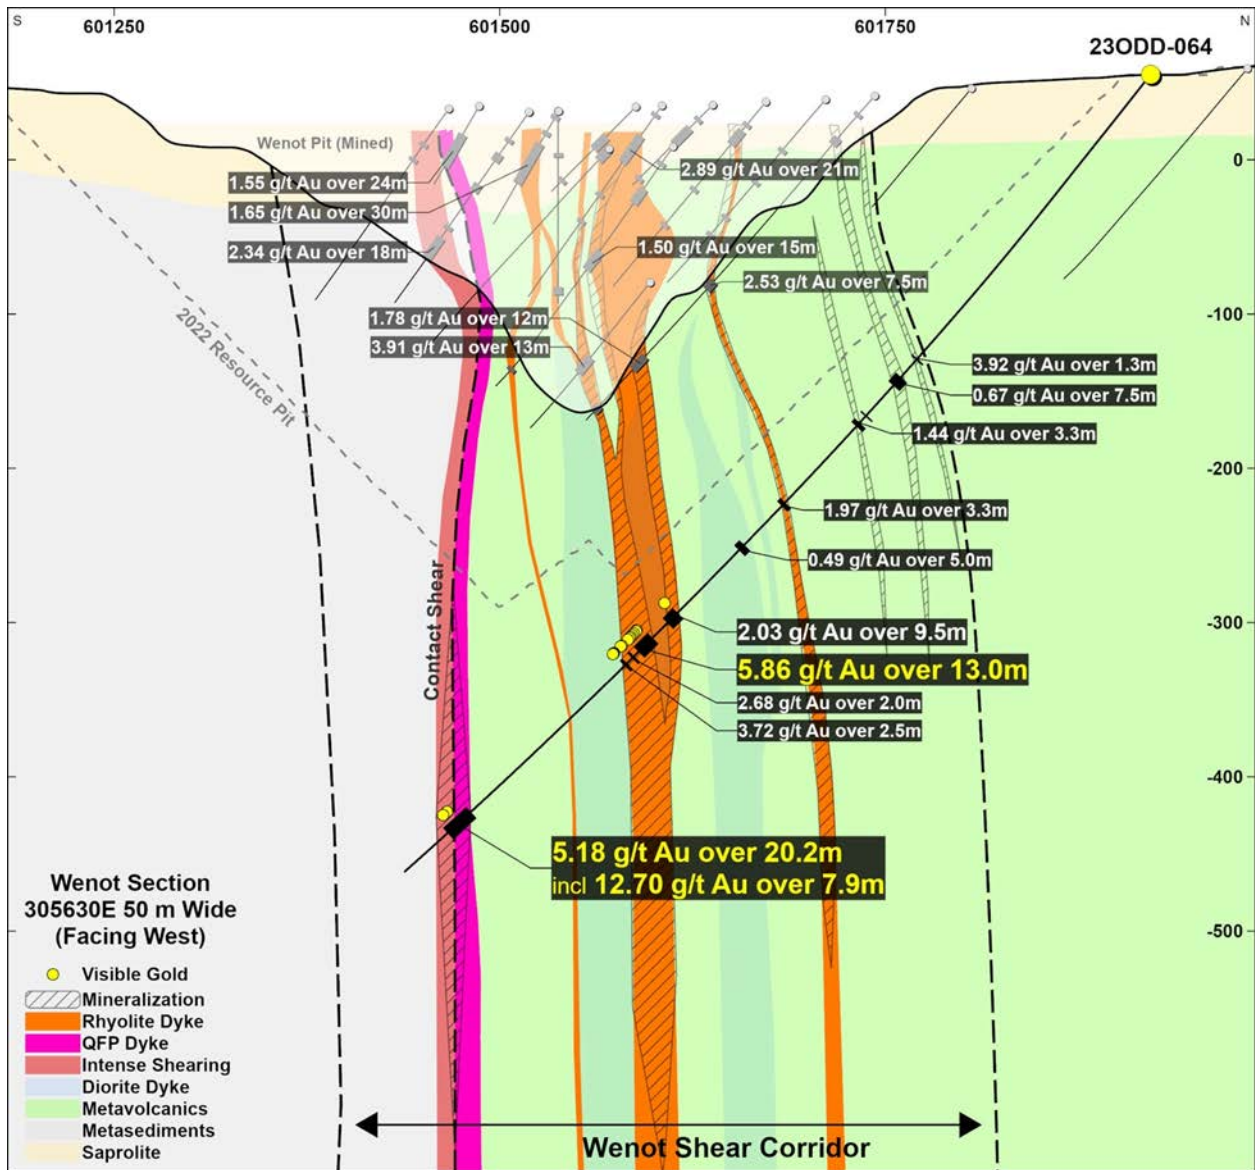 S
601250
601500
601750
N
23ODD-064
Wenot Pit (Mined)
1.55 g/t Au over 24m
2.89 g/t Au over 21m
1.65 g/t Au over 30m
2.34 g/t Au over 18m
1.50 g/t Au over 15m
2.53 g/t Au over 7.5m
1.78 g/t Au over 12m
3.91 g/t Au over 13m
2022 Resource Pit
3.92 g/t Au over 1.3m
0.67 g/t Au over 7.5m
1.44 g/t Au over 3.3m
1.97 g/t Au over 3.3m
0.49 g/t Au over 5.0m
Contact Shear
2.03 g/t Au over 9.5m
5.86 g/t Au over 13.0m
2.68 g/t Au over 2.0m
3.72 g/t Au over 2.5m
5.18 g/t Au over 20.2m
incl 12.70 g/t Au over 7.9m
0
-100
-200
-300
-400
-500
Wenot Section
305630E 50 m Wide
(Facing West)
Visible Gold
Mineralization
Rhyolite Dyke
QFP Dyke
Intense Shearing
Diorite Dyke
Metavolcanics
Metasediments
Saprolite
Wenot Shear Corridor